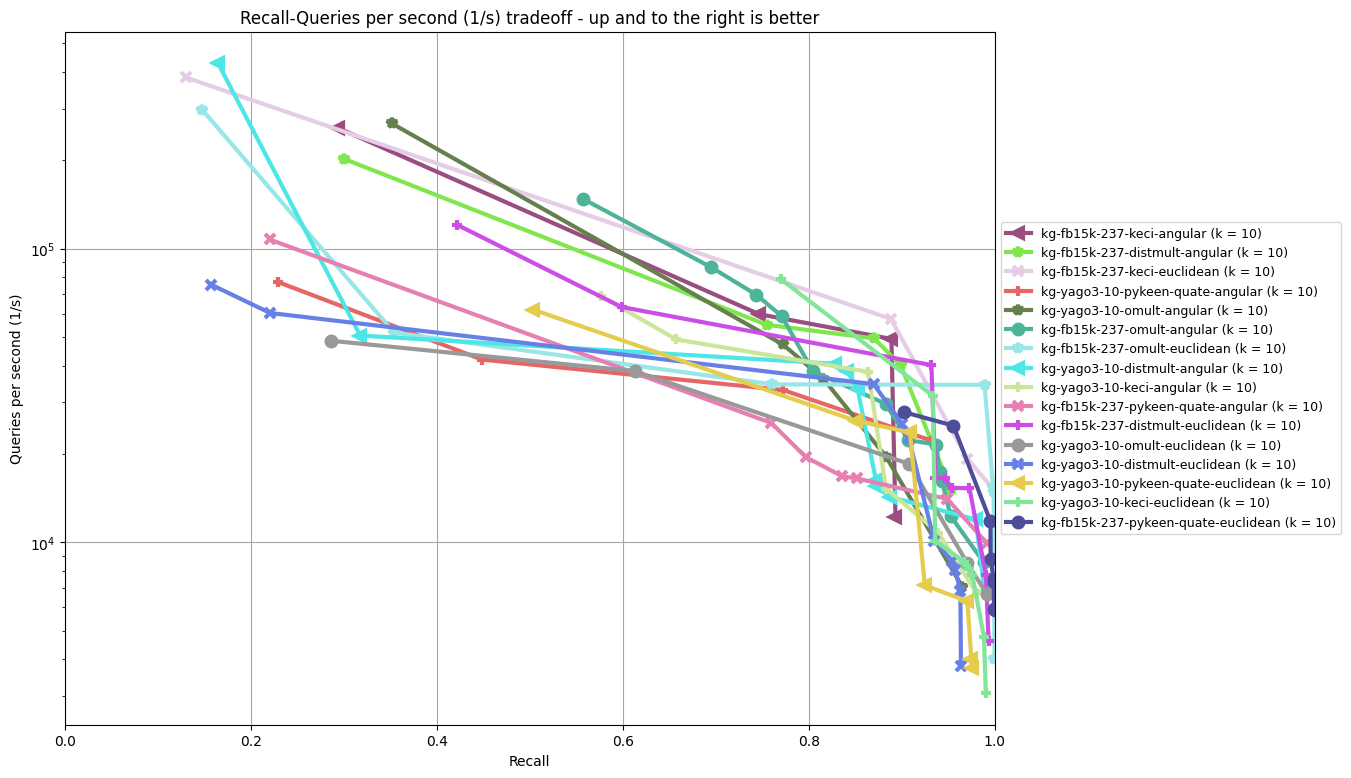 Recall-Queries per second (1/s) tradeoff - up and to the right is better
Queries per second (1/s)
10^5
10^4
0.0 0.2 0.4 0.6 0.8 1.0
Recall
kg-fb15k-237-keci-angular (k = 10)
kg-fb15k-237-distmult-angular (k = 10)
kg-fb15k-237-keci-euclidean (k = 10)
kg-yago3-10-pykeen-quate-angular (k = 10)
kg-yago3-10-omult-angular (k = 10)
kg-fb15k-237-omult-angular (k = 10)
kg-fb15k-237-omult-euclidean (k = 10)
kg-yago3-10-distmult-angular (k = 10)
kg-yago3-10-keci-angular (k = 10)
kg-fb15k-237-pykeen-quate-angular (k = 10)
kg-fb15k-237-distmult-euclidean (k = 10)
kg-yago3-10-omult-euclidean (k = 10)
kg-yago3-10-distmult-euclidean (k = 10)
kg-yago3-10-pykeen-quate-euclidean (k = 10)
kg-yago3-10-keci-euclidean (k = 10)
kg-fb15k-237-pykeen-quate-euclidean (k = 10)